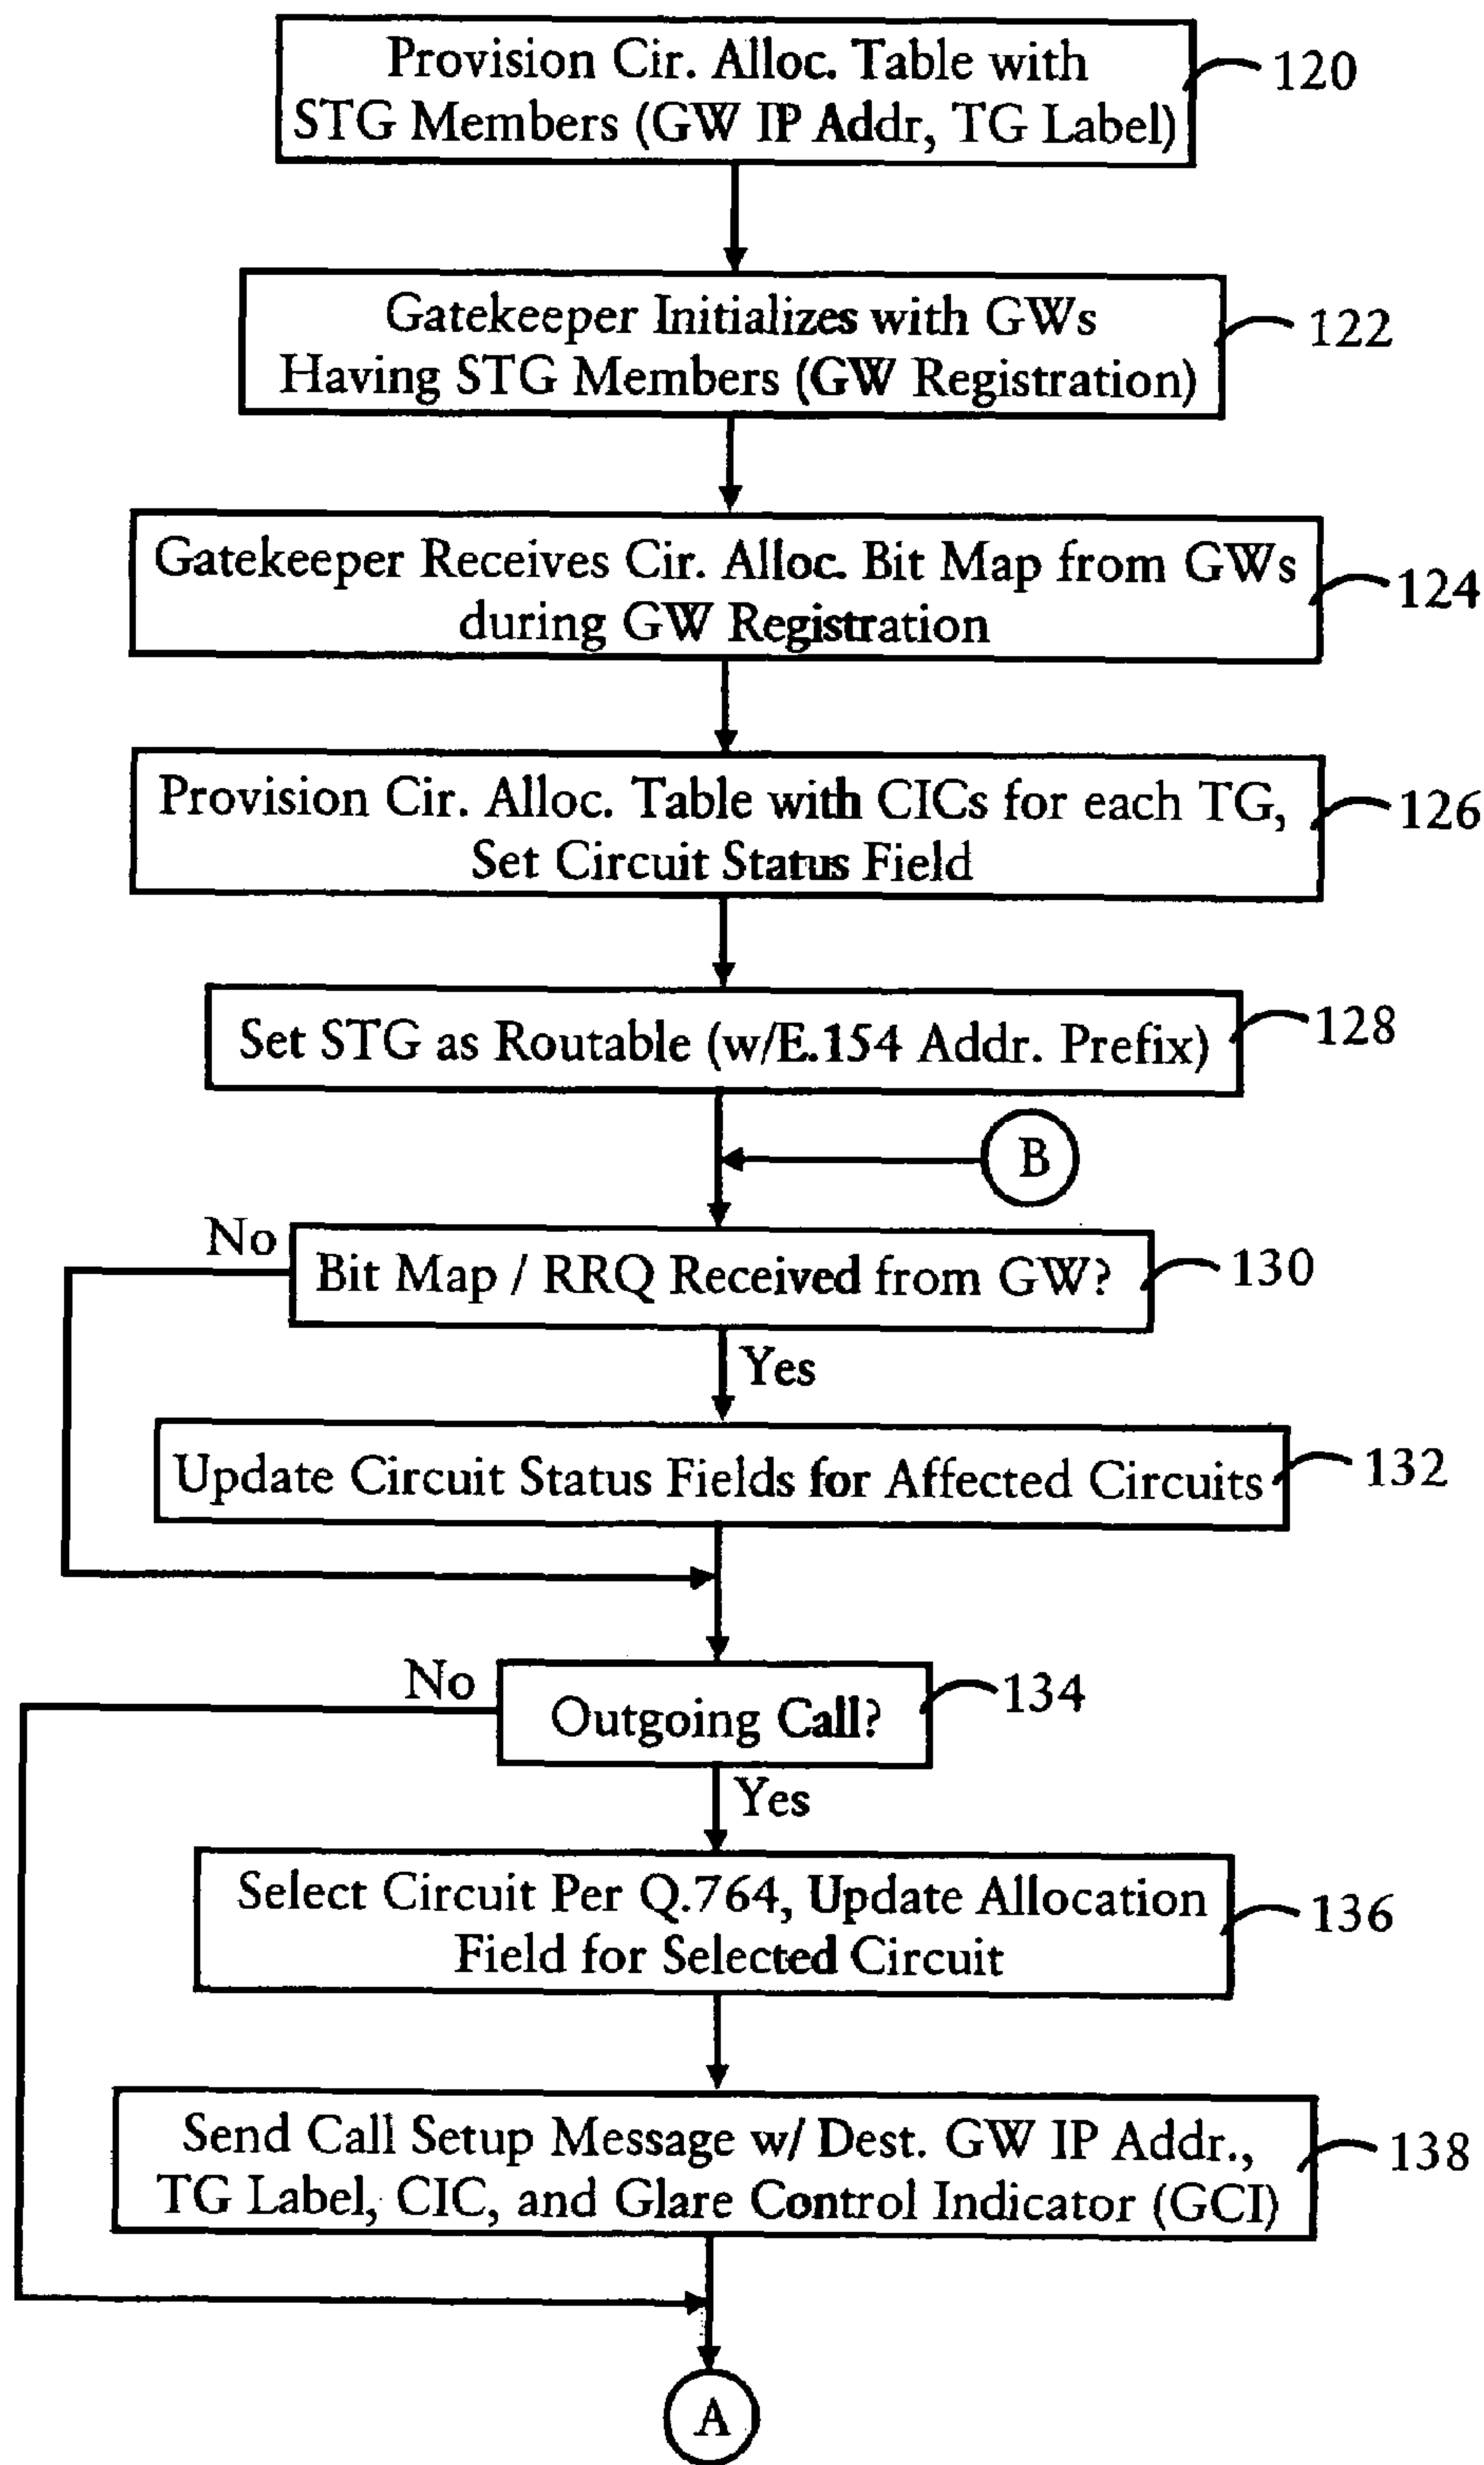 Provision Cir. Alloc. Table with
STG Members (GW IP Addr, TG Label)
120
Gatekeeper Initializes with GWs
Having STG Members (GW Registration)
122
Gatekeeper Receives Cir. Alloc. Bit Map from GWs
during GW Registration
124
Provision Cir. Alloc. Table with CICs for each TG,
Set Circuit Status Field
126
Set STG as Routable (w/E.154 Addr. Prefix)
128
B
No
Bit Map / RRQ Received from GW?
130
Yes
Update Circuit Status Fields for Affected Circuits
132
No
Outgoing Call?
134
Yes
Select Circuit Per Q.764, Update Allocation
Field for Selected Circuit
136
Send Call Setup Message w/ Dest. GW IP Addr.,
TG Label, CIC, and Glare Control Indicator (GCI)
138
A